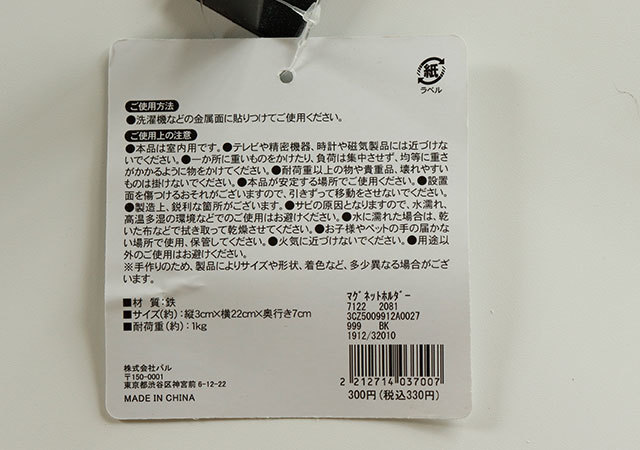 紙
ラベル
ご使用方法
●洗濯機などの金属面に貼りつけてご使用ください。
ご使用上の注意
●本品は室内用です。●テレビや精密機器、時計や磁気製品には近づけな
いでください。●一か所に重いものをかけたり、負荷は集中させず、均等に重さ
がかかるように物をかけてください。●耐荷重以上の物や貴重品、壊れやすい
ものは掛けないでください。●本品が安定する場所でご使用ください。●設置
面を傷つけるおそれがございますので、引きずって移動をさせないでください。
●製造上、鋭利な箇所がございます。●サビの原因となりますので、水濡れ、
高温多湿の環境などでのご使用はお避けください。●水に濡れた場合は、乾
いた布などで拭き取って乾燥させてください。●お子様やペットの手の届かな
い場所で使用、保管してください。●火気に近づけないでください。●用途以
外のご使用はお避けください。
※手作りのため、製品によりサイズや形状、着色など、多少異なる場合がござ
います。
■材 質:鉄
■サイズ(約):縦3cm×横22cm×奥行き7cm
■耐荷重(約):1kg
マグネットホルダー
7122 2081
3CZ5009912A0027
999 BK
1912/32010
株式会社パル
〒150-0001
東京都渋谷区神宮前 6-12-22
MADE IN CHINA
2 212714 037007
300円(税込330円)